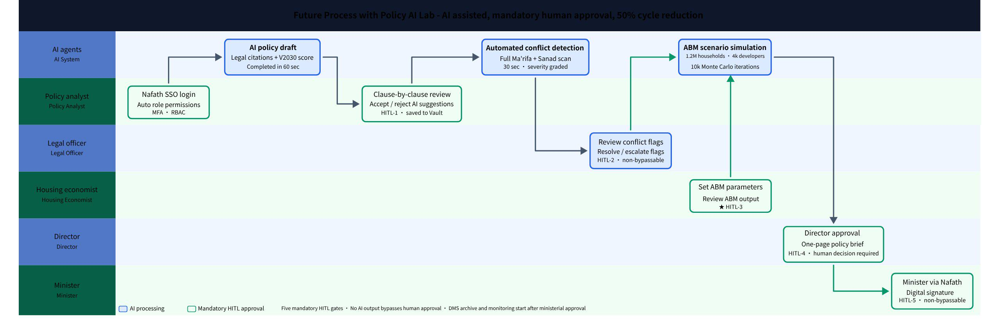 Future Process with Policy AI Lab - AI assisted, mandatory human approval, 50% cycle reduction
AI agents
AI System
AI policy draft
Legal citations + V2030 score
Completed in 60 sec
Automated conflict detection
Full Ma'rifa + Sanad scan
30 sec • severity graded
ABM scenario simulation
1.2M households • 4k developers
10k Monte Carlo iterations
Policy analyst
Policy Analyst
Nafath SSO login
Auto role permissions
MFA • RBAC
Clause-by-clause review
Accept / reject AI suggestions
HITL-1 • saved to Vault
Legal officer
Legal Officer
Review conflict flags
Resolve / escalate flags
HITL-2 • non-bypassable
Housing economist
Housing Economist
Set ABM parameters
Review ABM output
★ HITL-3
Director
Director
Director approval
One-page policy brief
HITL-4 • human decision required
Minister
Minister
Minister via Nafath
Digital signature
HITL-5 • non-bypassable
AI processing
Mandatory HITL approval
Five mandatory HITL gates • No AI output bypasses human approval • DMS archive and monitoring start after ministerial approval